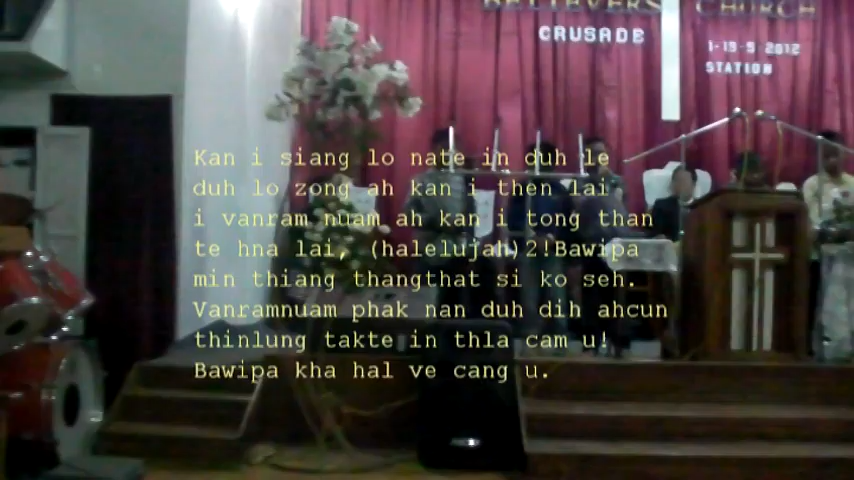 BELIEVERS CHURCH
CRUSADE
1-13-5-2012
STATION
Kan i siang lo nate in duh le
duh lo zong ah kan i then lai
i vanram nuam ah kan i tong than
te hna lai, (halelujah)2!Bawipa
min thiang thangthat si ko seh.
Vanramnuam phak nan duh dih ahcun
thinlung takte in thla cam u!
Bawipa kha hal ve cang u.